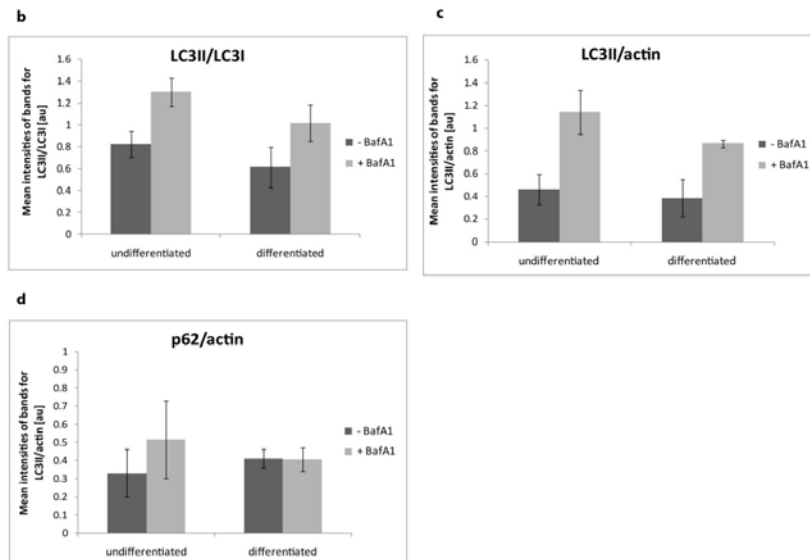 b
LC3II/LC3I
Mean intensities of bands for
LC3II/LC3I [au]
1.6
1.4
1.2
1
0.8
0.6
0.4
0.2
0
undifferentiated
differentiated
- BafA1
+ BafA1
c
LC3II/actin
Mean intensities of bands for
LC3II/actin [au]
1.6
1.4
1.2
1
0.8
0.6
0.4
0.2
0
undifferentiated
differentiated
- BafA1
+ BafA1
d
p62/actin
Mean intensities of bands for
LC3II/actin [au]
1
0.9
0.8
0.7
0.6
0.5
0.4
0.3
0.2
0.1
0
undifferentiated
differentiated
- BafA1
+ BafA1